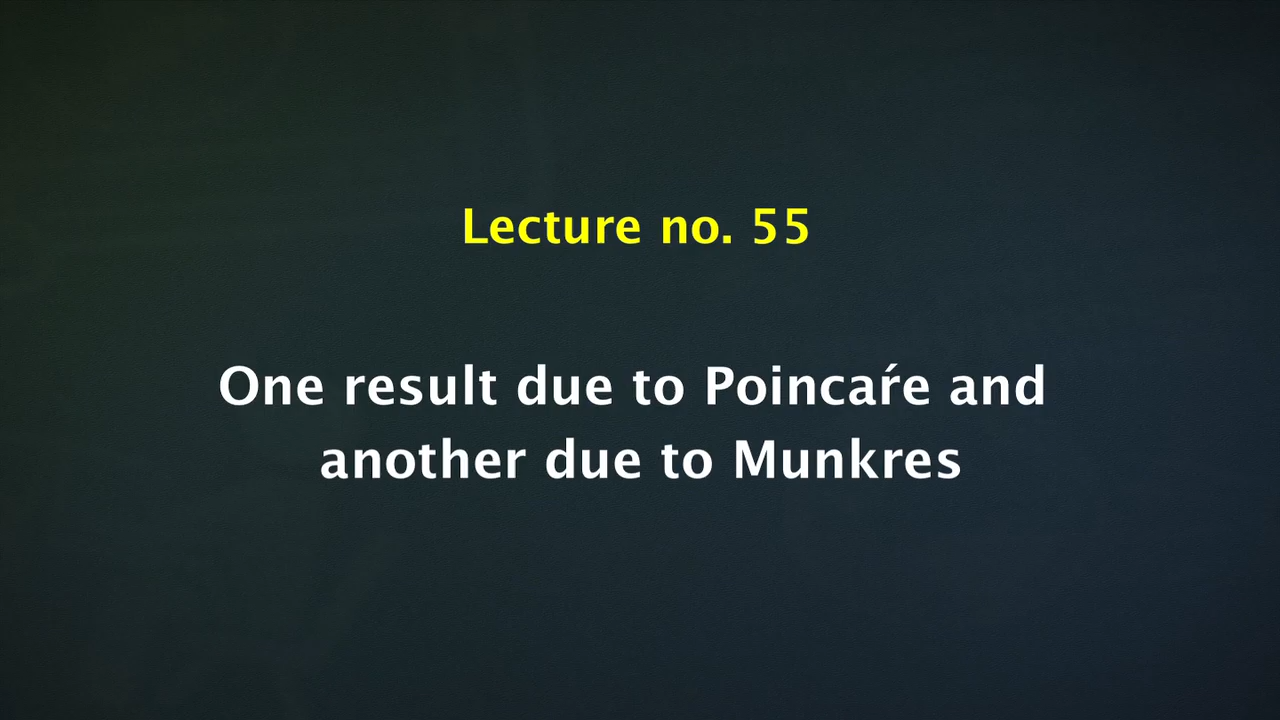 Lecture no. 55
One result due to Poincaŕe and
another due to Munkres